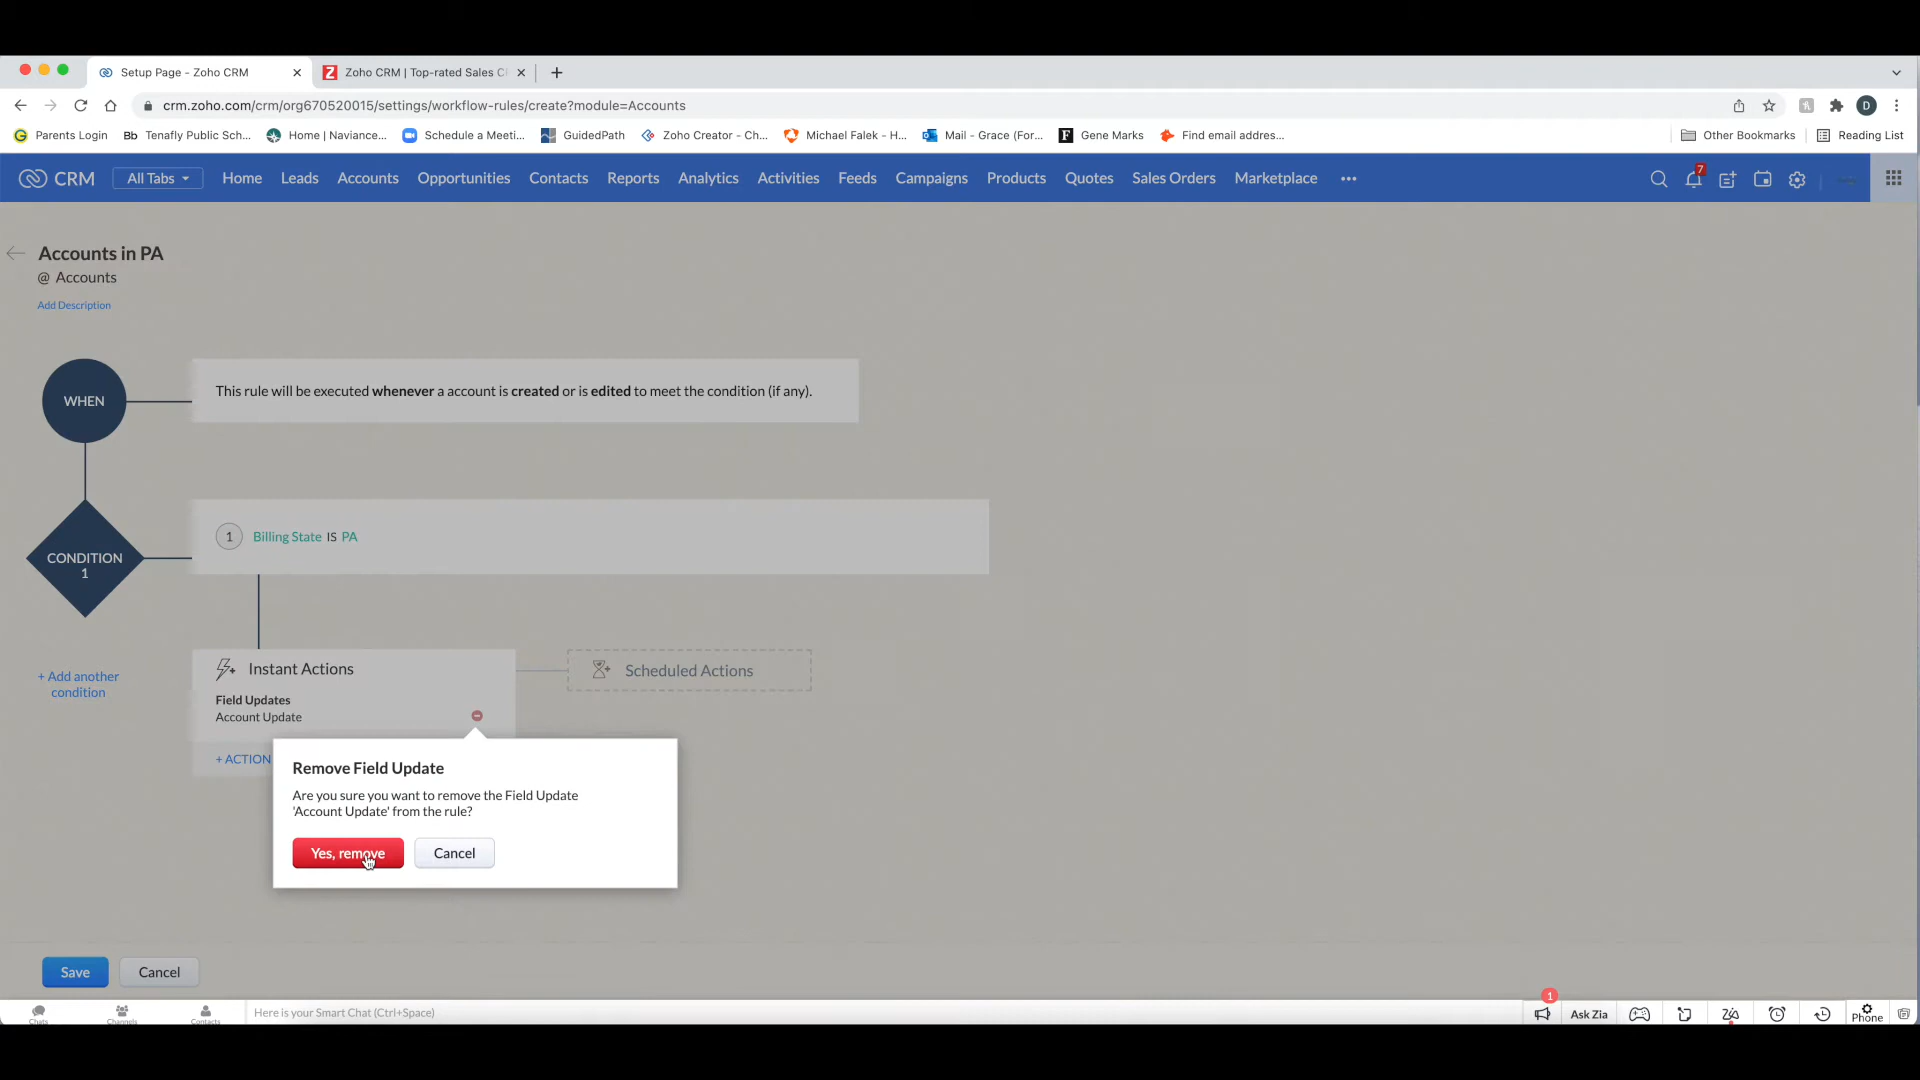 Setup Page - Zoho CRM
Zoho CRM | Top-rated Sales C
crm.zoho.com/crm/org670520015/settings/workflow-rules/create?module=Accounts
D
Parents Login
Bb Tenafly Public Sch...
Home | Naviance...
Schedule a Meeti...
GuidedPath
Zoho Creator - Ch...
Michael Falek - H...
Mail - Grace (For...
F Gene Marks
Find email addres...
Other Bookmarks
Reading List
CRM
All Tabs
Home
Leads
Accounts
Opportunities
Contacts
Reports
Analytics
Activities
Feeds
Campaigns
Products
Quotes
Sales Orders
Marketplace
7
Accounts in PA
@ Accounts
Add Description
WHEN
This rule will be executed whenever a account is created or is edited to meet the condition (if any).
CONDITION
1
1 Billing State IS PA
+ Add another
condition
Instant Actions
Scheduled Actions
Field Updates
Account Update
+ ACTION
Remove Field Update
Are you sure you want to remove the Field Update
'Account Update' from the rule?
Yes, remove
Cancel
Save
Cancel
Chats
Channels
Contacts
Here is your Smart Chat (Ctrl+Space)
1
Ask Zia
Phone